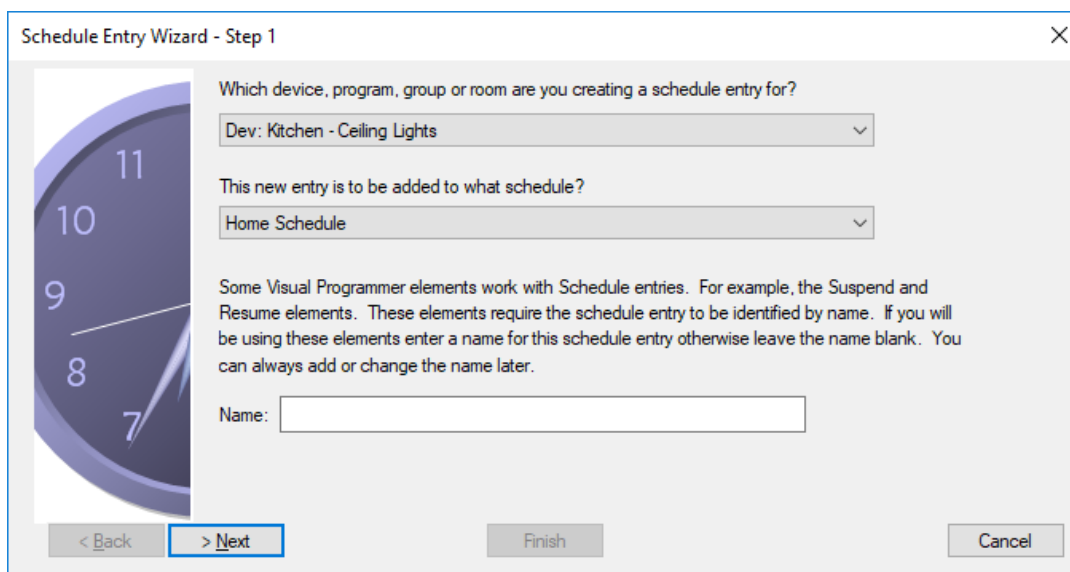 Schedule Entry Wizard - Step 1
Which device, program, group or room are you creating a schedule entry for?
Dev: Kitchen - Ceiling Lights
This new entry is to be added to what schedule?
Home Schedule
Some Visual Programmer elements work with Schedule entries. For example, the Suspend and
Resume elements. These elements require the schedule entry to be identified by name. If you will
be using these elements enter a name for this schedule entry otherwise leave the name blank. You
can always add or change the name later.
Name:
11
10
9
8
7
< Back
> Next
Finish
Cancel